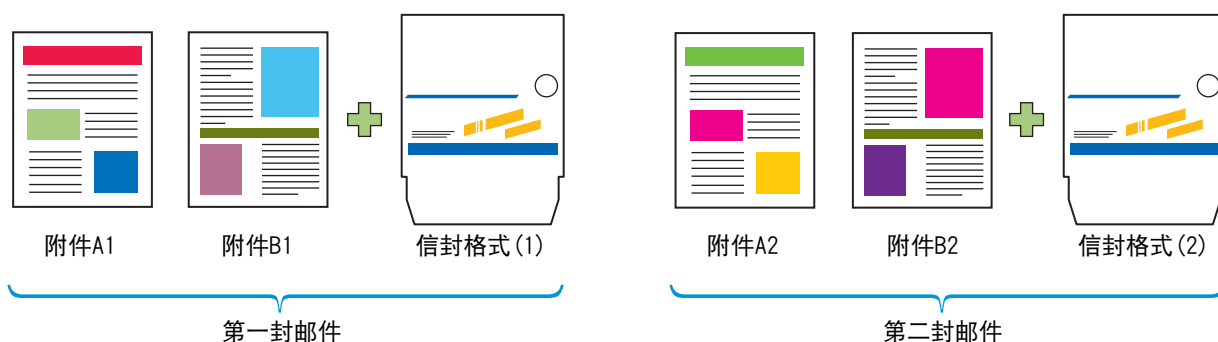 附件A1
附件B1
信封格式(1)
附件A2
附件B2
信封格式(2)
第一封邮件
第二封邮件